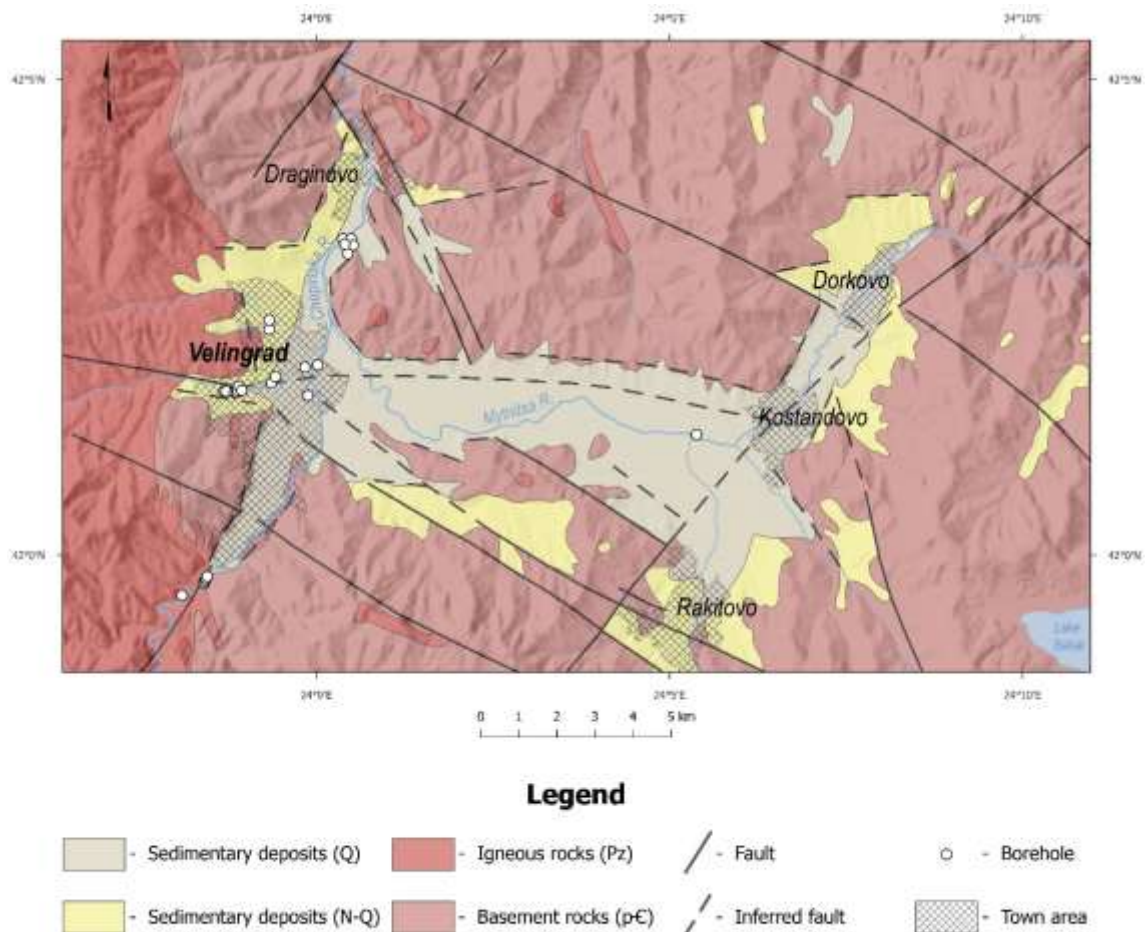 24°0'E 24°5'E 24°10'E
42°5'N 42°5'N
Draginovo
Dorkovo
Velingrad
Kostandovo
42°0'N 42°0'N
Rakitovo
Lake
24°0'E 24°5'E 24°10'E
0 1 2 3 4 5 km
Legend
- Sedimentary deposits (Q) - Igneous rocks (Pz) - Fault - Borehole
- Sedimentary deposits (N-Q) - Basement rocks (p-Є) - Inferred fault - Town area